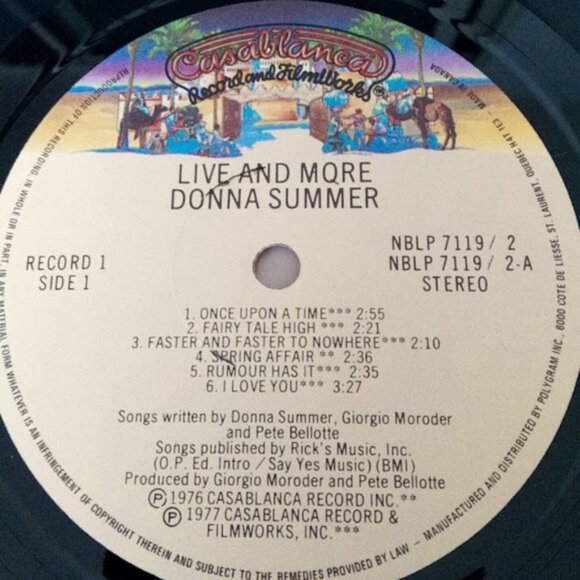 Casablanca
Record and FilmWorks
LIVE AND MORE
DONNA SUMMER
RECORD 1
SIDE 1
NBLP 7119/ 2
NBLP 7119/ 2-A
STEREO
1. ONCE UPON A TIME*** 2:55
2. FAIRY TALE HIGH *** 2:21
3. FASTER AND FASTER TO NOWHERE*** 2:10
4. SPRING AFFAIR ** 2:36
5. RUMOUR HAS IT*** 2:35
6. I LOVE YOU*** 3:27
Songs written by Donna Summer, Giorgio Moroder
and Pete Bellotte
Songs published by Rick's Music, Inc.
(O.P. Ed. Intro / Say Yes Music) (BMI)
Produced by Giorgio Moroder and Pete Bellotte
Ⓟ 1976 CASABLANCA RECORD INC.**
Ⓟ 1977 CASABLANCA RECORD &
FILMWORKS, INC.***
REPRODUCTION OF THIS RECORDING, IN WHOLE OR IN PART, IN ANY MATERIAL FORM WHATEVER IS AN INFRINGEMENT OF COPYRIGHT THEREIN AND SUBJECT TO THE REMEDIES PROVIDED BY LAW – MANUFACTURED AND DISTRIBUTED BY POLYGRAM INC., 6000 COTE DE LIESSE, ST. LAURENT, QUEBEC H4T 1E3 – MADE IN CANADA